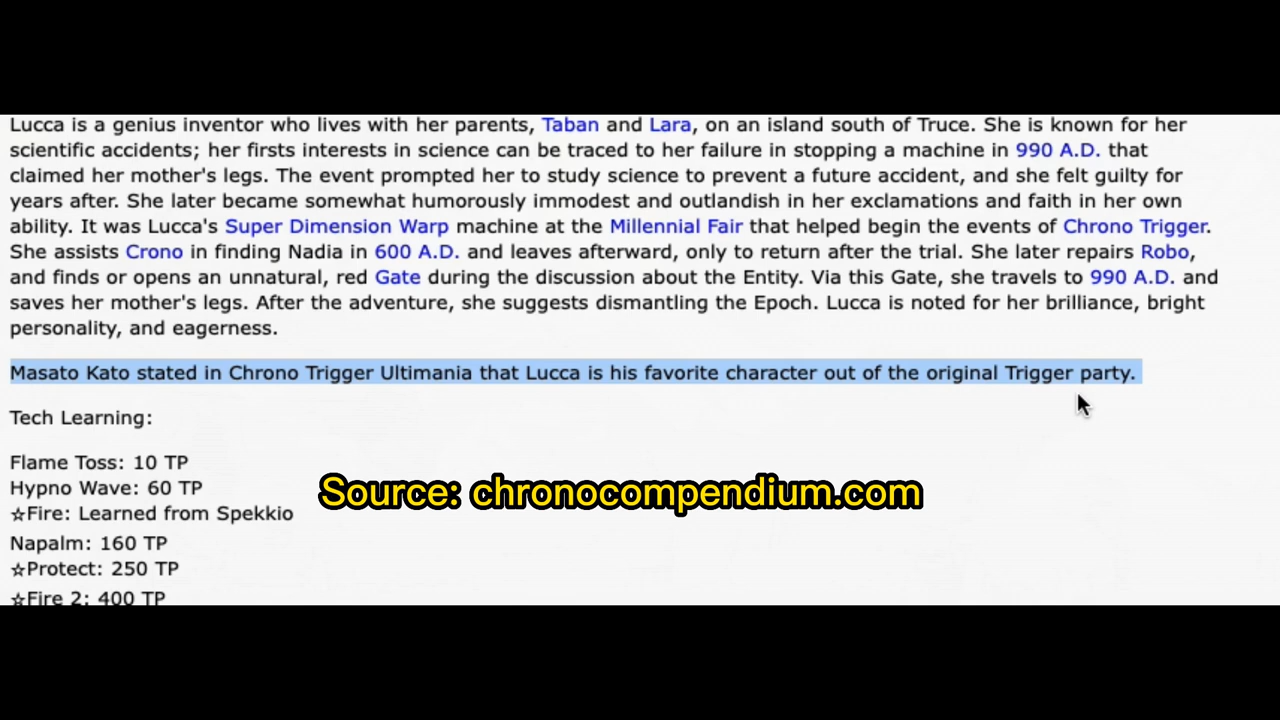 Lucca is a genius inventor who lives with her parents, Taban and Lara, on an island south of Truce. She is known for her
scientific accidents; her firsts interests in science can be traced to her failure in stopping a machine in 990 A.D. that
claimed her mother's legs. The event prompted her to study science to prevent a future accident, and she felt guilty for
years after. She later became somewhat humorously immodest and outlandish in her exclamations and faith in her own
ability. It was Lucca's Super Dimension Warp machine at the Millennial Fair that helped begin the events of Chrono Trigger.
She assists Crono in finding Nadia in 600 A.D. and leaves afterward, only to return after the trial. She later repairs Robo,
and finds or opens an unnatural, red Gate during the discussion about the Entity. Via this Gate, she travels to 990 A.D. and
saves her mother's legs. After the adventure, she suggests dismantling the Epoch. Lucca is noted for her brilliance, bright
personality, and eagerness.
Masato Kato stated in Chrono Trigger Ultimania that Lucca is his favorite character out of the original Trigger party.
Tech Learning:
Flame Toss: 10 TP
Hypno Wave: 60 TP
Source: chronocompendium.com
☆Fire: Learned from Spekkio
Napalm: 160 TP
☆Protect: 250 TP
☆Fire 2: 400 TP